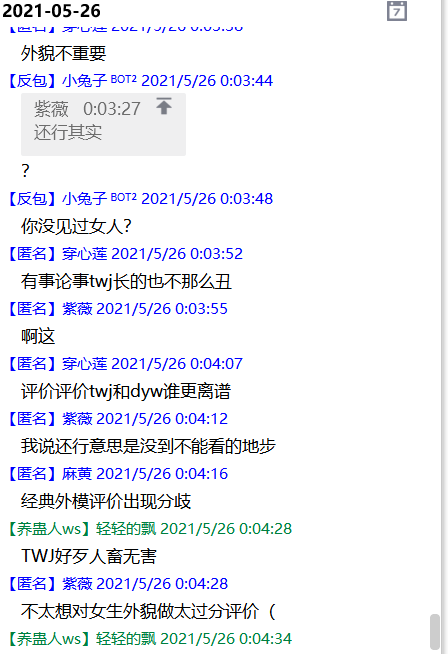 2021-05-26
7
【匿名】穿心莲 2021/5/26 0:03:38
外貌不重要
【反包】小兔子 BOT2 2021/5/26 0:03:44
紫薇 0:03:27
还行其实
？
【反包】小兔子 BOT2 2021/5/26 0:03:48
你没见过女人？
【匿名】穿心莲 2021/5/26 0:03:52
有事论事twj长的也不那么丑
【匿名】紫薇 2021/5/26 0:03:55
啊这
【匿名】穿心莲 2021/5/26 0:04:07
评价评价twj和dyw谁更离谱
【匿名】紫薇 2021/5/26 0:04:12
我说还行意思是没到不能看的地步
【匿名】麻黄 2021/5/26 0:04:16
经典外模评价出现分歧
【养蛊人ws】轻轻的飘 2021/5/26 0:04:28
TWJ好歹人畜无害
【匿名】紫薇 2021/5/26 0:04:28
不太想对女生外貌做太过分评价（
【养蛊人ws】轻轻的飘 2021/5/26 0:04:34